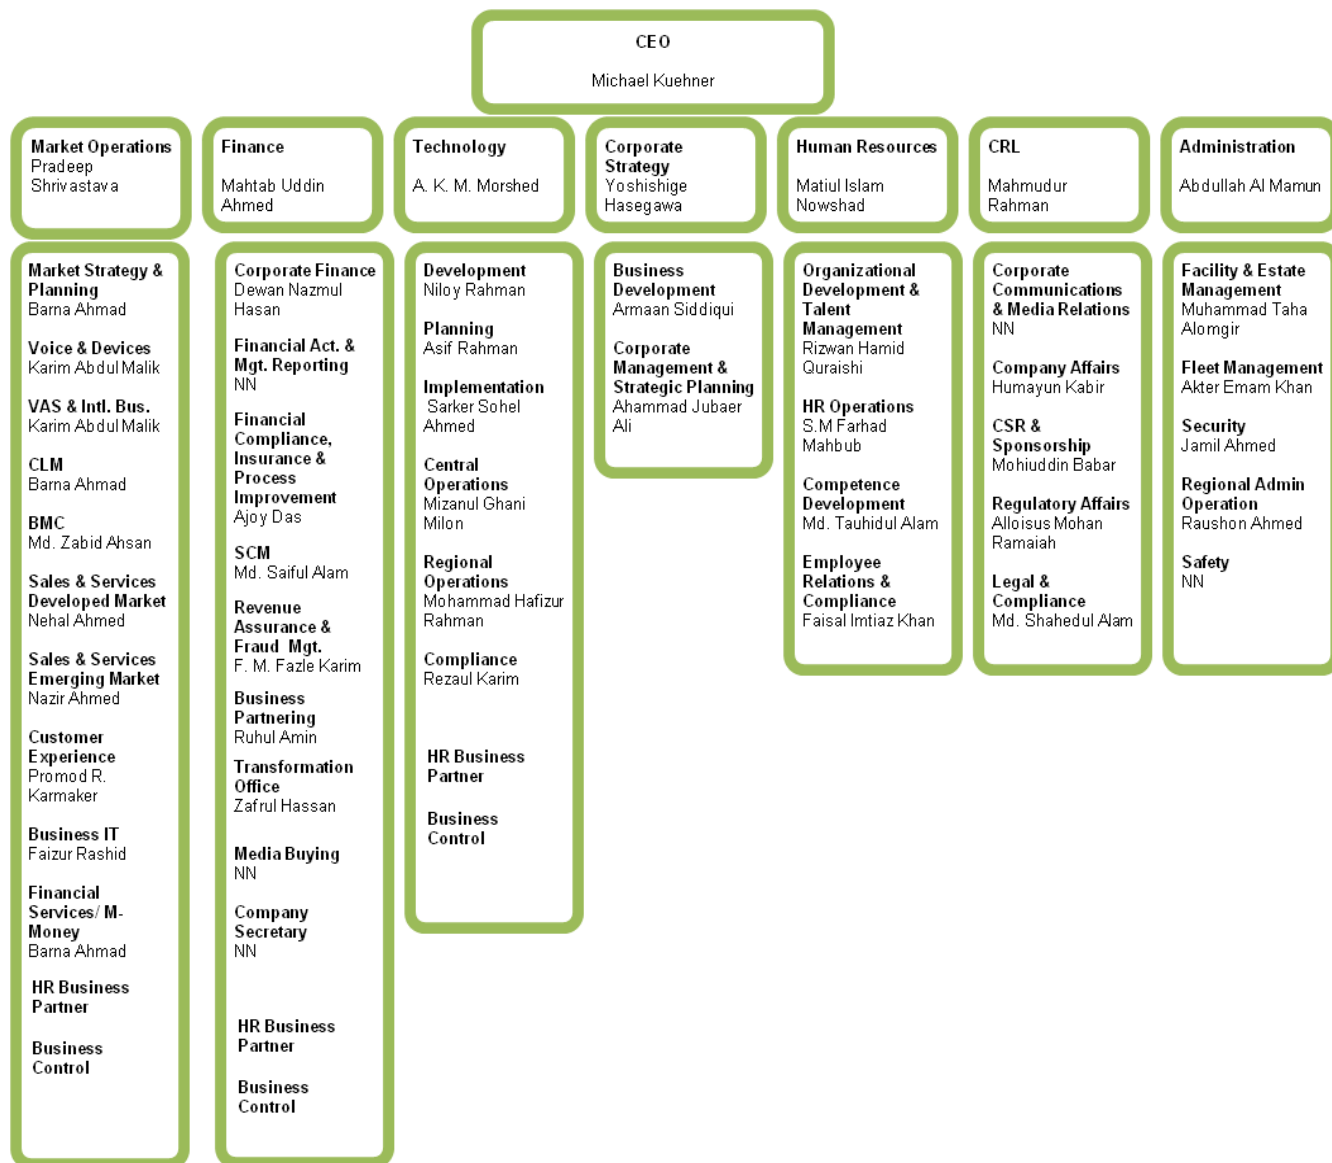 CEO
Michael Kuehner
Market Operations
Pradeep
Shrivastava
Finance
Mahtab Uddin
Ahmed
Technology
A. K. M. Morshed
Corporate
Strategy
Yoshishige
Hasegawa
Human Resources
Matiul Islam
Nowshad
CRL
Mahmudur
Rahman
Administration
Abdullah Al Mamun
Market Strategy &
Planning
Barna Ahmad
Voice & Devices
Karim Abdul Malik
VAS & Intl. Bus.
Karim Abdul Malik
CLM
Barna Ahmad
BMC
Md. Zabid Ahsan
Sales & Services
Developed Market
Nehal Ahmed
Sales & Services
Emerging Market
Nazir Ahmed
Customer
Experience
Promod R.
Karmaker
Business IT
Faizur Rashid
Financial
Services/ M-
Money
Barna Ahmad
HR Business
Partner
Business
Control
Corporate Finance
Dewan Nazmul
Hasan
Financial Act. &
Mgt. Reporting
NN
Financial
Compliance,
Insurance &
Process
Improvement
Ajoy Das
SCM
Md. Saiful Alam
Revenue
Assurance &
Fraud Mgt.
F. M. Fazle Karim
Business
Partnering
Ruhul Amin
Transformation
Office
Zafrul Hassan
Media Buying
NN
Company
Secretary
NN
HR Business
Partner
Business
Control
Development
Niloy Rahman
Planning
Asif Rahman
Implementation
Sarker Sohel
Ahmed
Central
Operations
Mizanul Ghani
Milon
Regional
Operations
Mohammad Hafizur
Rahman
Compliance
Rezaul Karim
HR Business
Partner
Business
Control
Business
Development
Armaan Siddiqui
Corporate
Management &
Strategic Planning
Ahammad Jubaer
Ali
Organizational
Development &
Talent
Management
Rizwan Hamid
Quraishi
HR Operations
S.M Farhad
Mahbub
Competence
Development
Md. Tauhidul Alam
Employee
Relations &
Compliance
Faisal Imtiaz Khan
Corporate
Communications
& Media Relations
NN
Company Affairs
Humayun Kabir
CSR &
Sponsorship
Mohiuddin Babar
Regulatory Affairs
Alloisus Mohan
Ramaiah
Legal &
Compliance
Md. Shahedul Alam
Facility & Estate
Management
Muhammad Taha
Alomgir
Fleet Management
Akter Emam Khan
Security
Jamil Ahmed
Regional Admin
Operation
Raushon Ahmed
Safety
NN